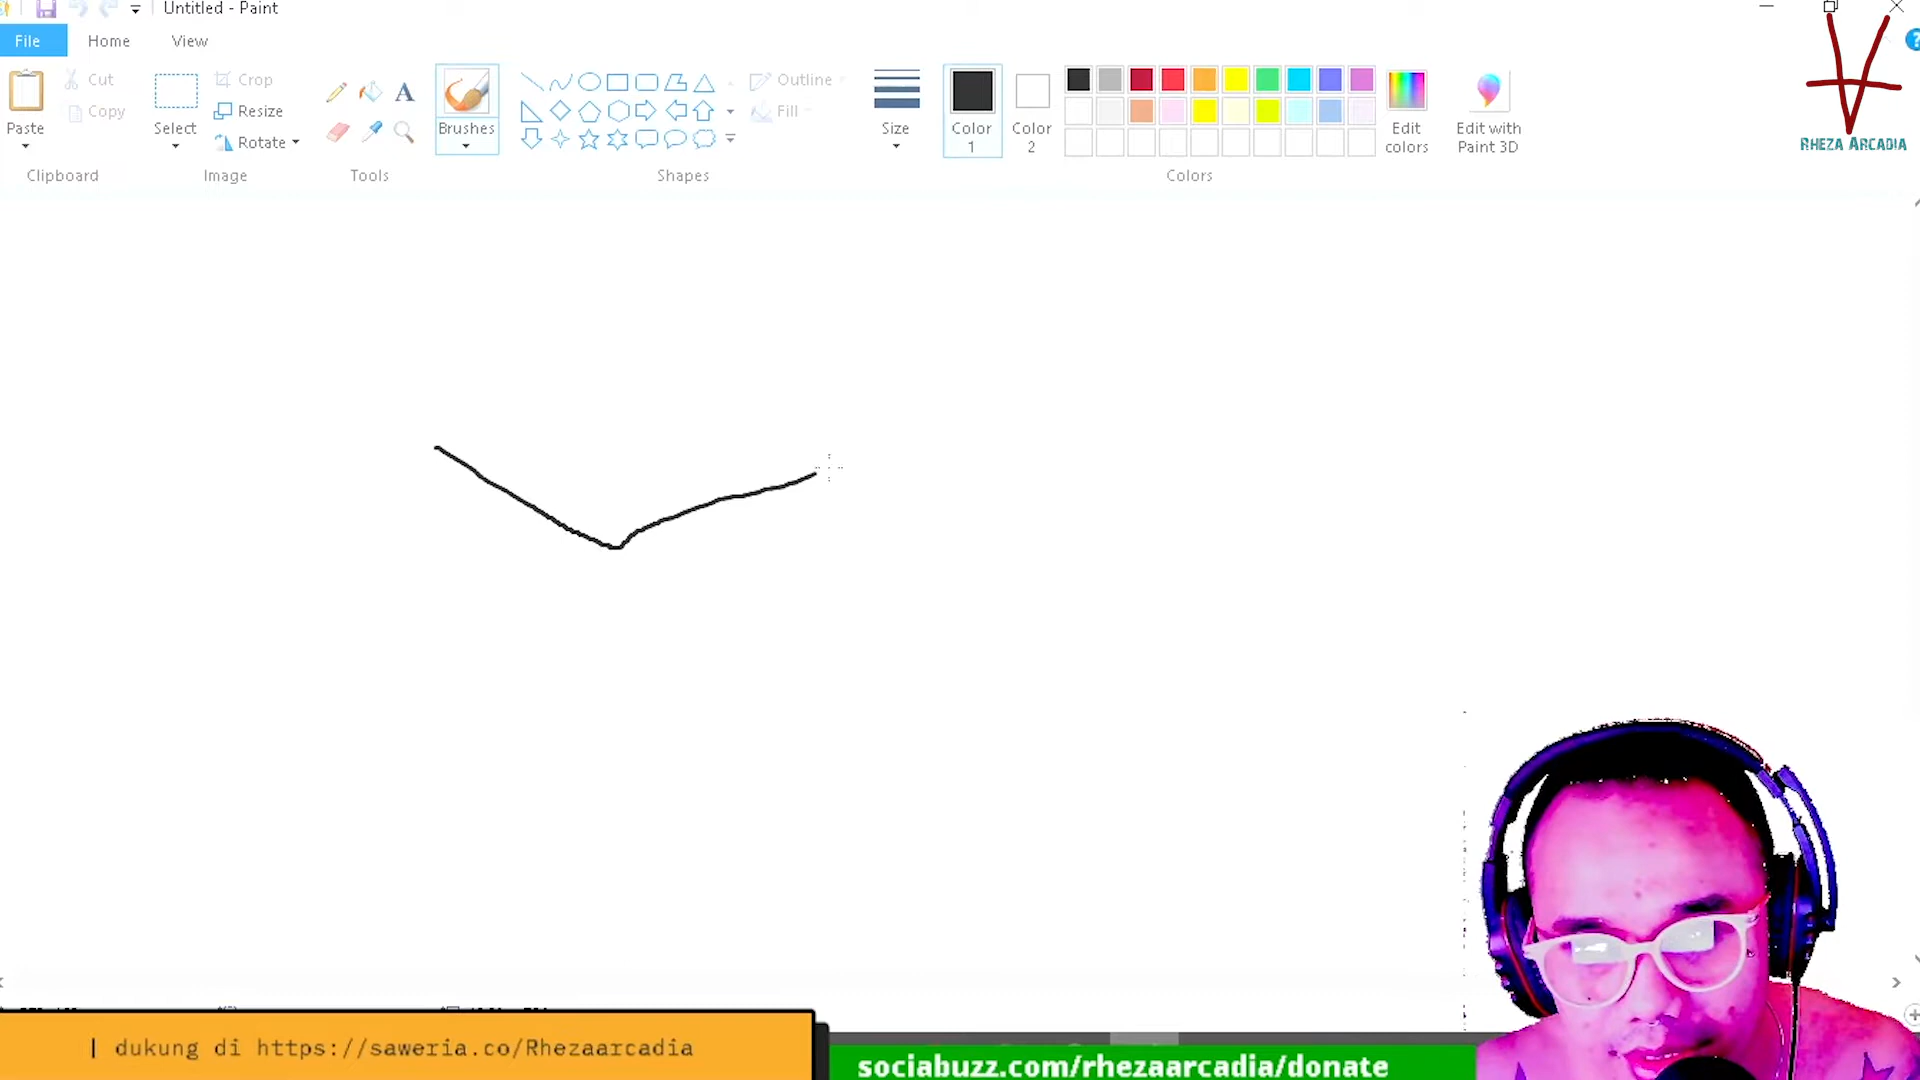 Untitled - Paint
File Home View
Paste
Cut
Copy
Clipboard
Select
Crop
Resize
Rotate
Image
A
Tools
Brushes
Shapes
Outline
Fill
Size
Color 1
Color 2
Colors
Edit colors
Edit with Paint 3D
RHEZA ARCADIA
| dukung di https://saweria.co/Rhezaarcadia
sociabuzz.com/rhezaarcadia/donate